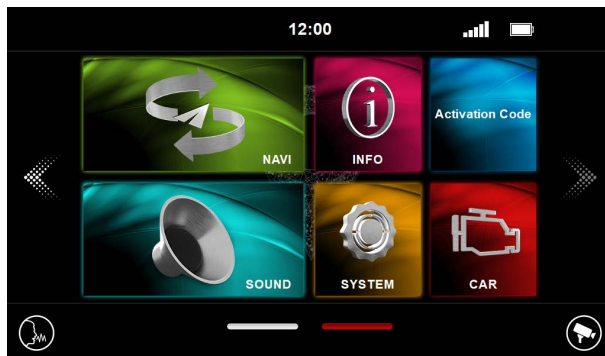 12:00
NAVI
INFO
Activation Code
SOUND
SYSTEM
CAR